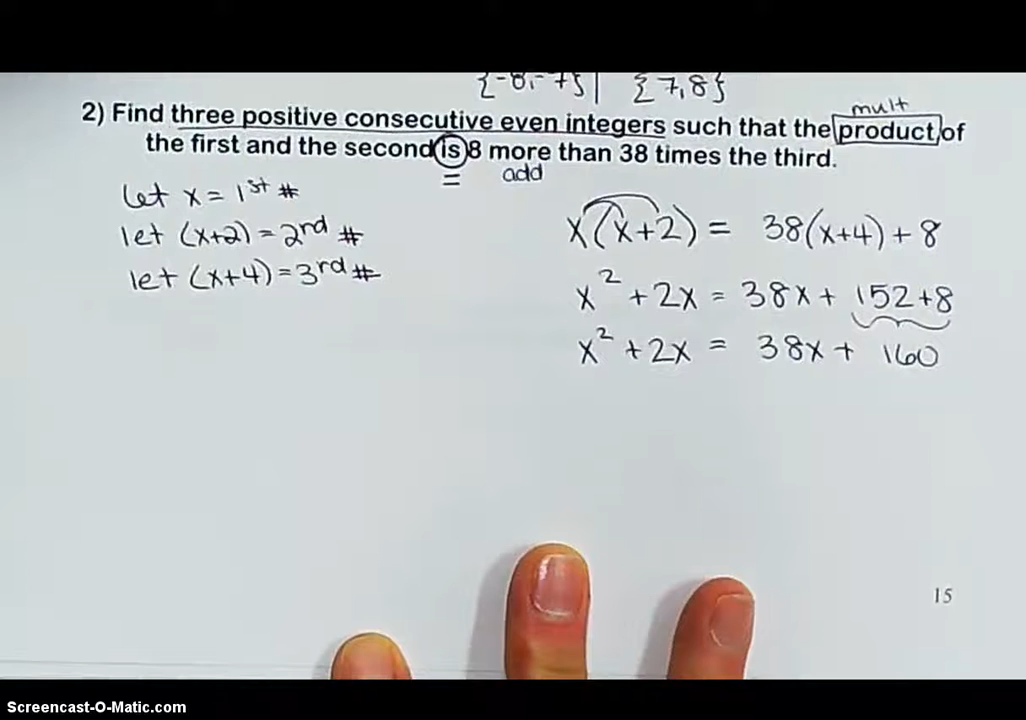 {-8,-7} | {7,8}
mult
2) Find three positive consecutive even integers such that the product of
the first and the second is 8 more than 38 times the third.
= add
let x = 1st #
let (x+2) = 2rd #
let (x+4) = 3rd #
x(x+2) = 38(x+4) + 8
x² + 2x = 38x + 152+8
x² + 2x = 38x + 160
15
Screencast-O-Matic.com